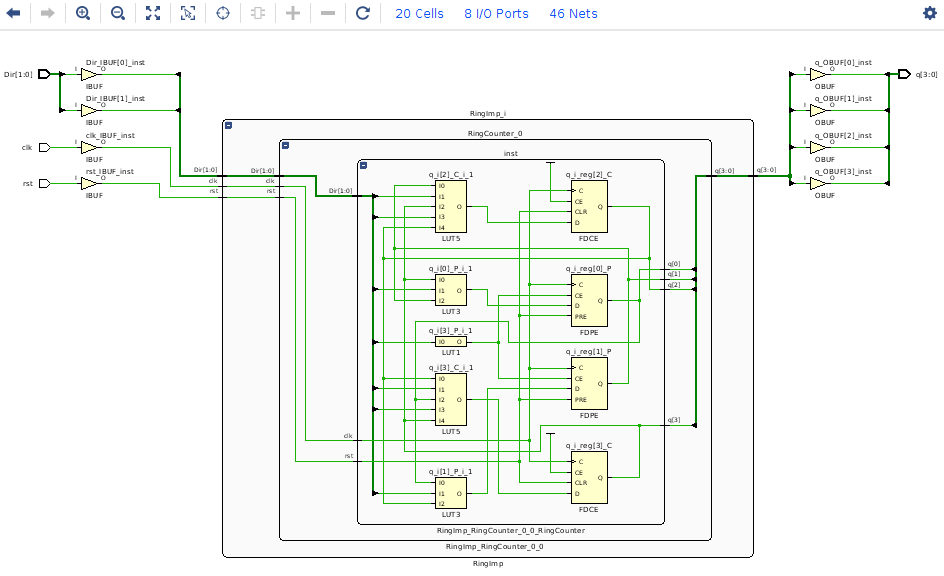 20 Cells 8 I/O Ports 46 Nets
Dir[1:0]
Dir_IBUF[0]_inst
I O
IBUF
Dir_IBUF[1]_inst
I O
IBUF
clk
clk_IBUF_inst
I O
IBUF
rst
rst_IBUF_inst
I O
IBUF
RingImp_i
RingCounter_0
inst
Dir[1:0]
clk
rst
Dir[1:0]
clk
rst
Dir[1:0]
clk
rst
q_i[2]_C_i_1
I0
I1
I2 O
I3
I4
LUT5
q_i[0]_P_i_1
I0
I1 O
I2
LUT3
q_i[3]_P_i_1
I0 O
LUT1
q_i[3]_C_i_1
I0
I1
I2 O
I3
I4
LUT5
q_i[1]_P_i_1
I0
I1 O
I2
LUT3
q_i_reg[2]_C
C
CE
CLR Q
D
FDCE
q_i_reg[0]_P
C
CE
D Q
PRE
FDPE
q_i_reg[1]_P
C
CE
D Q
PRE
FDPE
q_i_reg[3]_C
C
CE
CLR Q
D
FDCE
q[0]
q[1]
q[2]
q[3]
q[3:0]
q[3:0]
q_OBUF[0]_inst
I O
OBUF
q_OBUF[1]_inst
I O
OBUF
q_OBUF[2]_inst
I O
OBUF
q_OBUF[3]_inst
I O
OBUF
q[3:0]
RingImp_RingCounter_0_0_RingCounter
RingImp_RingCounter_0_0
RingImp